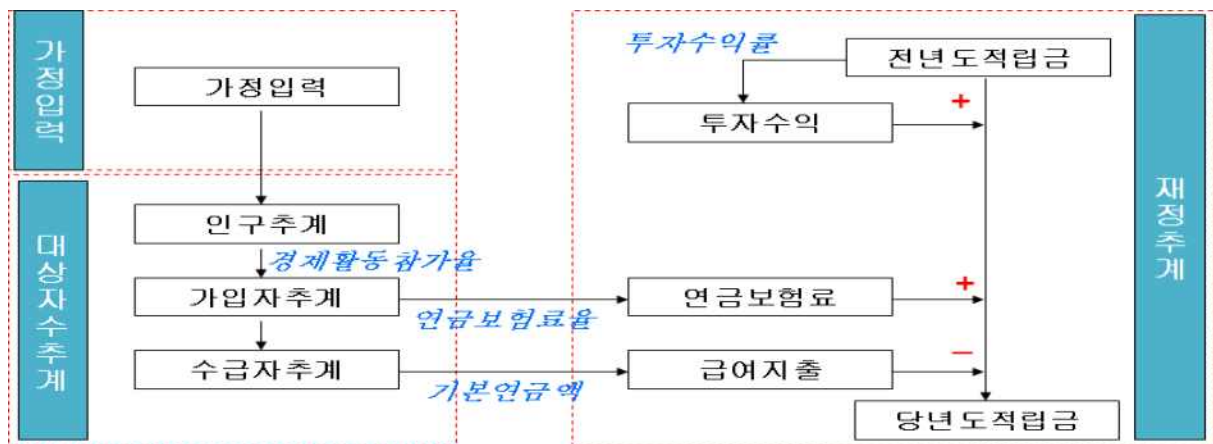 가정입력
가정입력
대상자수추계
인구추계
경제활동참가율
가입자추계
연금보험료율
수급자추계
기본연금액
투자수익률
전년도적립금
투자수익
+
연금보험료
+
급여지출
−
당년도적립금
재정추계